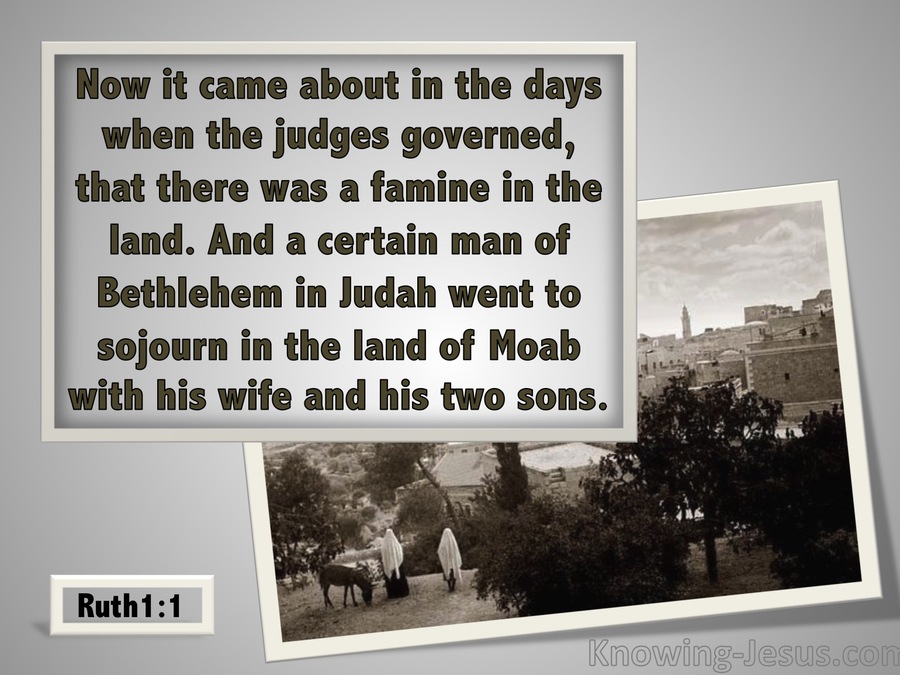 Now it came about in the days
when the judges governed,
that there was a famine in the
land. And a certain man of
Bethlehem in Judah went to
sojourn in the land of Moab
with his wife and his two sons.
Ruth1:1
Knowing-Jesus.com